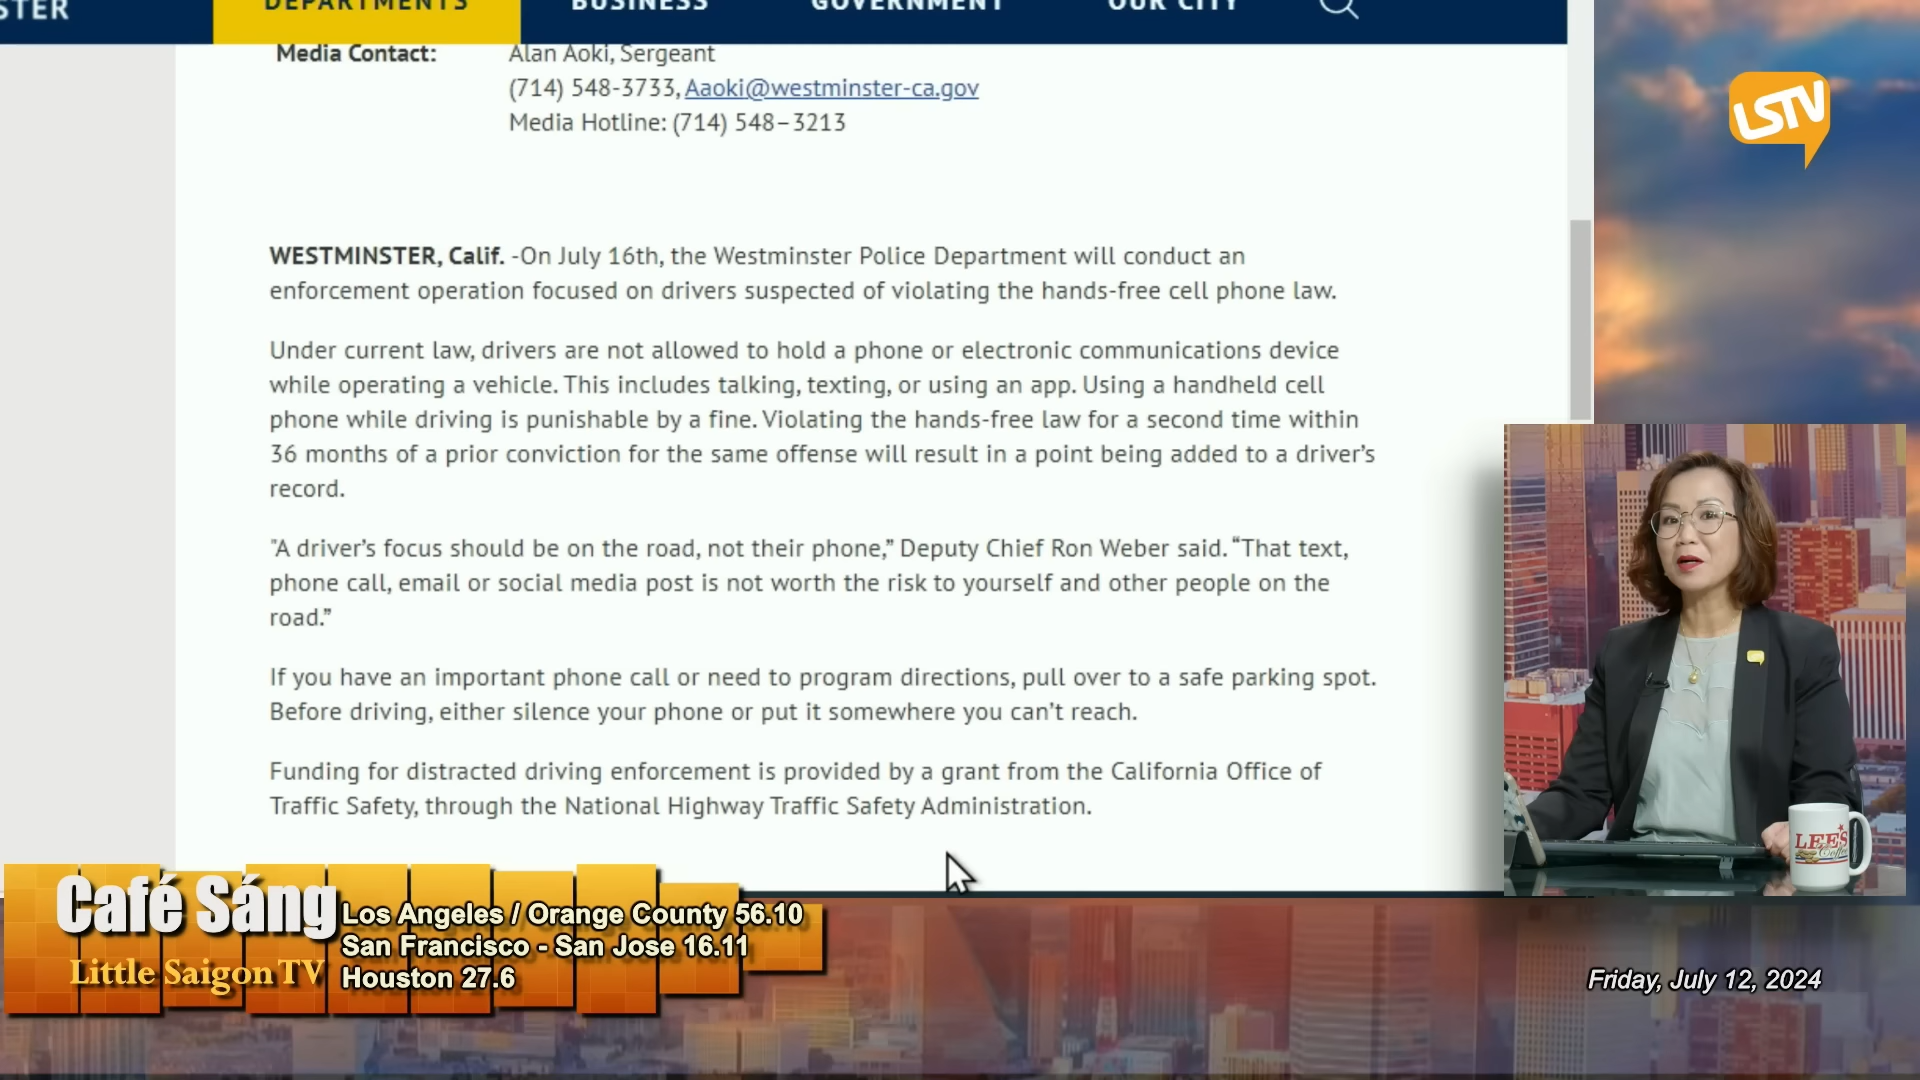 STER
DEPARTMENTS
BUSINESS
GOVERNMENT
OUR CITY
Media Contact: Alan Aoki, Sergeant
(714) 548-3733, Aaoki@westminster-ca.gov
Media Hotline: (714) 548–3213
LSTV
WESTMINSTER, Calif. -On July 16th, the Westminster Police Department will conduct an
enforcement operation focused on drivers suspected of violating the hands-free cell phone law.
Under current law, drivers are not allowed to hold a phone or electronic communications device
while operating a vehicle. This includes talking, texting, or using an app. Using a handheld cell
phone while driving is punishable by a fine. Violating the hands-free law for a second time within
36 months of a prior conviction for the same offense will result in a point being added to a driver’s
record.
"A driver’s focus should be on the road, not their phone,” Deputy Chief Ron Weber said. “That text,
phone call, email or social media post is not worth the risk to yourself and other people on the
road.”
If you have an important phone call or need to program directions, pull over to a safe parking spot.
Before driving, either silence your phone or put it somewhere you can’t reach.
Funding for distracted driving enforcement is provided by a grant from the California Office of
Traffic Safety, through the National Highway Traffic Safety Administration.
LEE'S
Coffee
Café Sáng
Little Saigon TV
Los Angeles / Orange County 56.10
San Francisco - San Jose 16.11
Houston 27.6
Friday, July 12, 2024